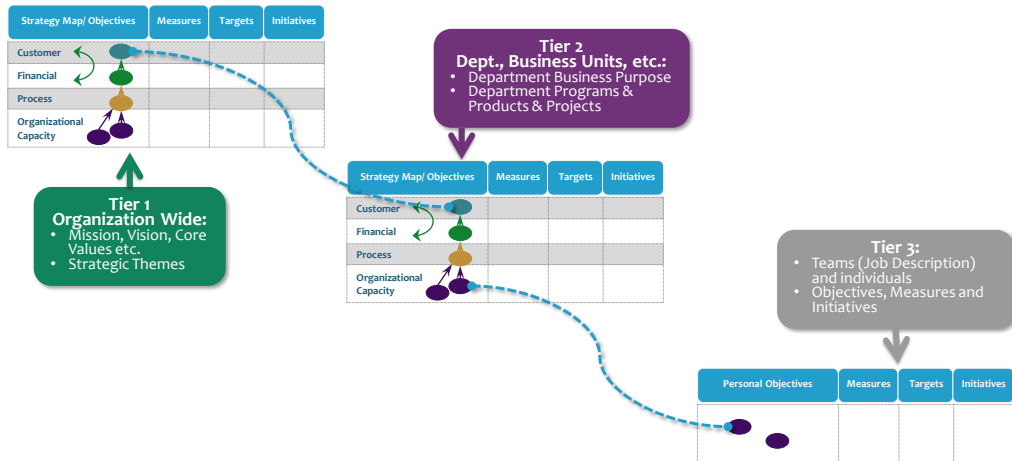 Strategy Map/ Objectives Measures Targets Initiatives
Customer
Financial
Process
Organizational
Capacity
Tier 1
Organization Wide:
• Mission, Vision, Core
Values etc.
• Strategic Themes
Tier 2
Dept., Business Units, etc.:
• Department Business Purpose
• Department Programs &
Products & Projects
Strategy Map/ Objectives Measures Targets Initiatives
Customer
Financial
Process
Organizational
Capacity
Tier 3:
• Teams (Job Description)
and individuals
• Objectives, Measures and
Initiatives
Personal Objectives Measures Targets Initiatives